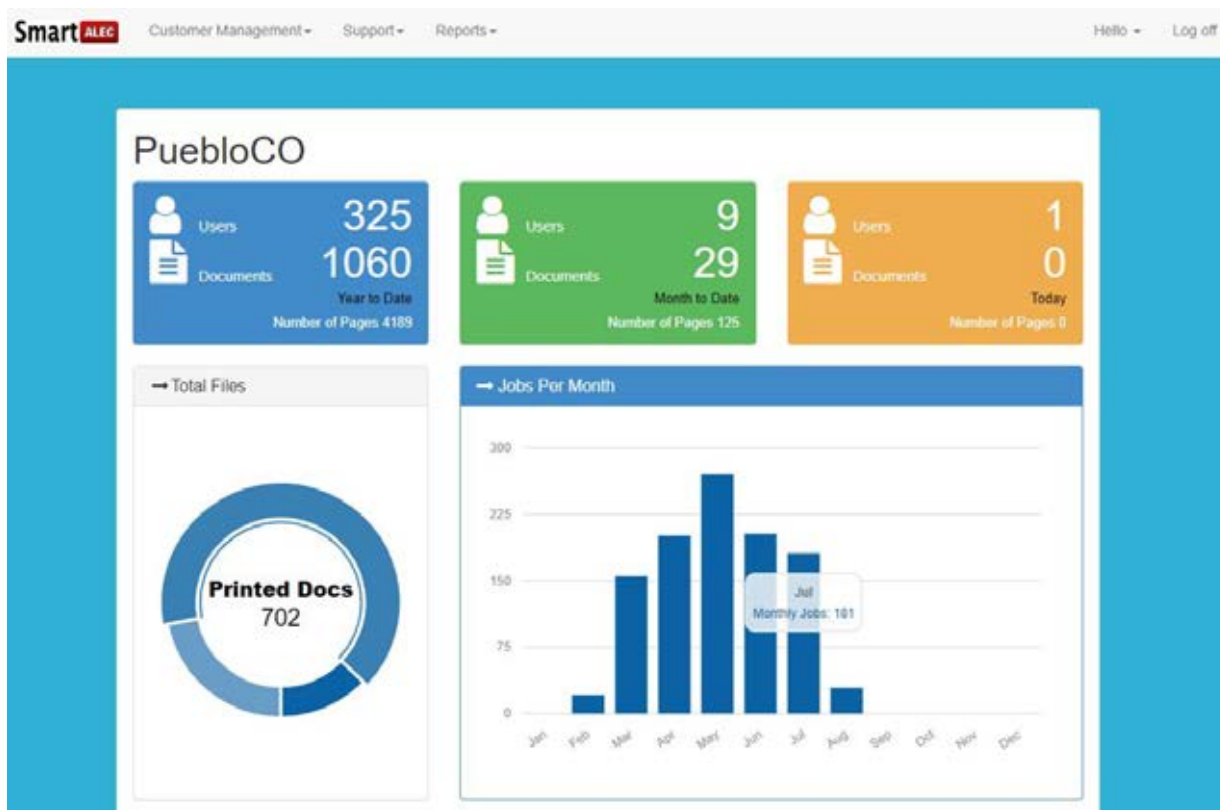 Smart ALEC Customer Management Support Reports Hello Log off
PuebloCO
Users 325
Documents 1060
Year to Date
Number of Pages 4189
Users 9
Documents 29
Month to Date
Number of Pages 125
Users 1
Documents 0
Today
Number of Pages 0
Total Files
Printed Docs
702
Jobs Per Month
300
225
150
75
0
Jul
Monthly Jobs: 181
Jan Feb Mar Apr May Jun Jul Aug Sep Oct Nov Dec